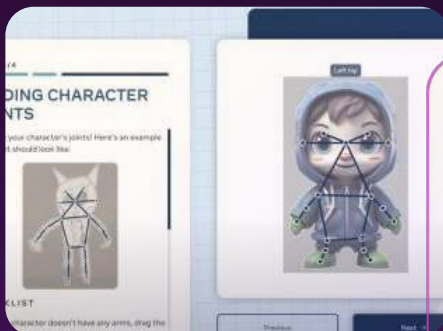 /4
DING CHARACTER
NTS
your character's joints! Here's an example
t should look like:
KLIST
character doesn't have any arms, drag the
Left hip
Previous
Next